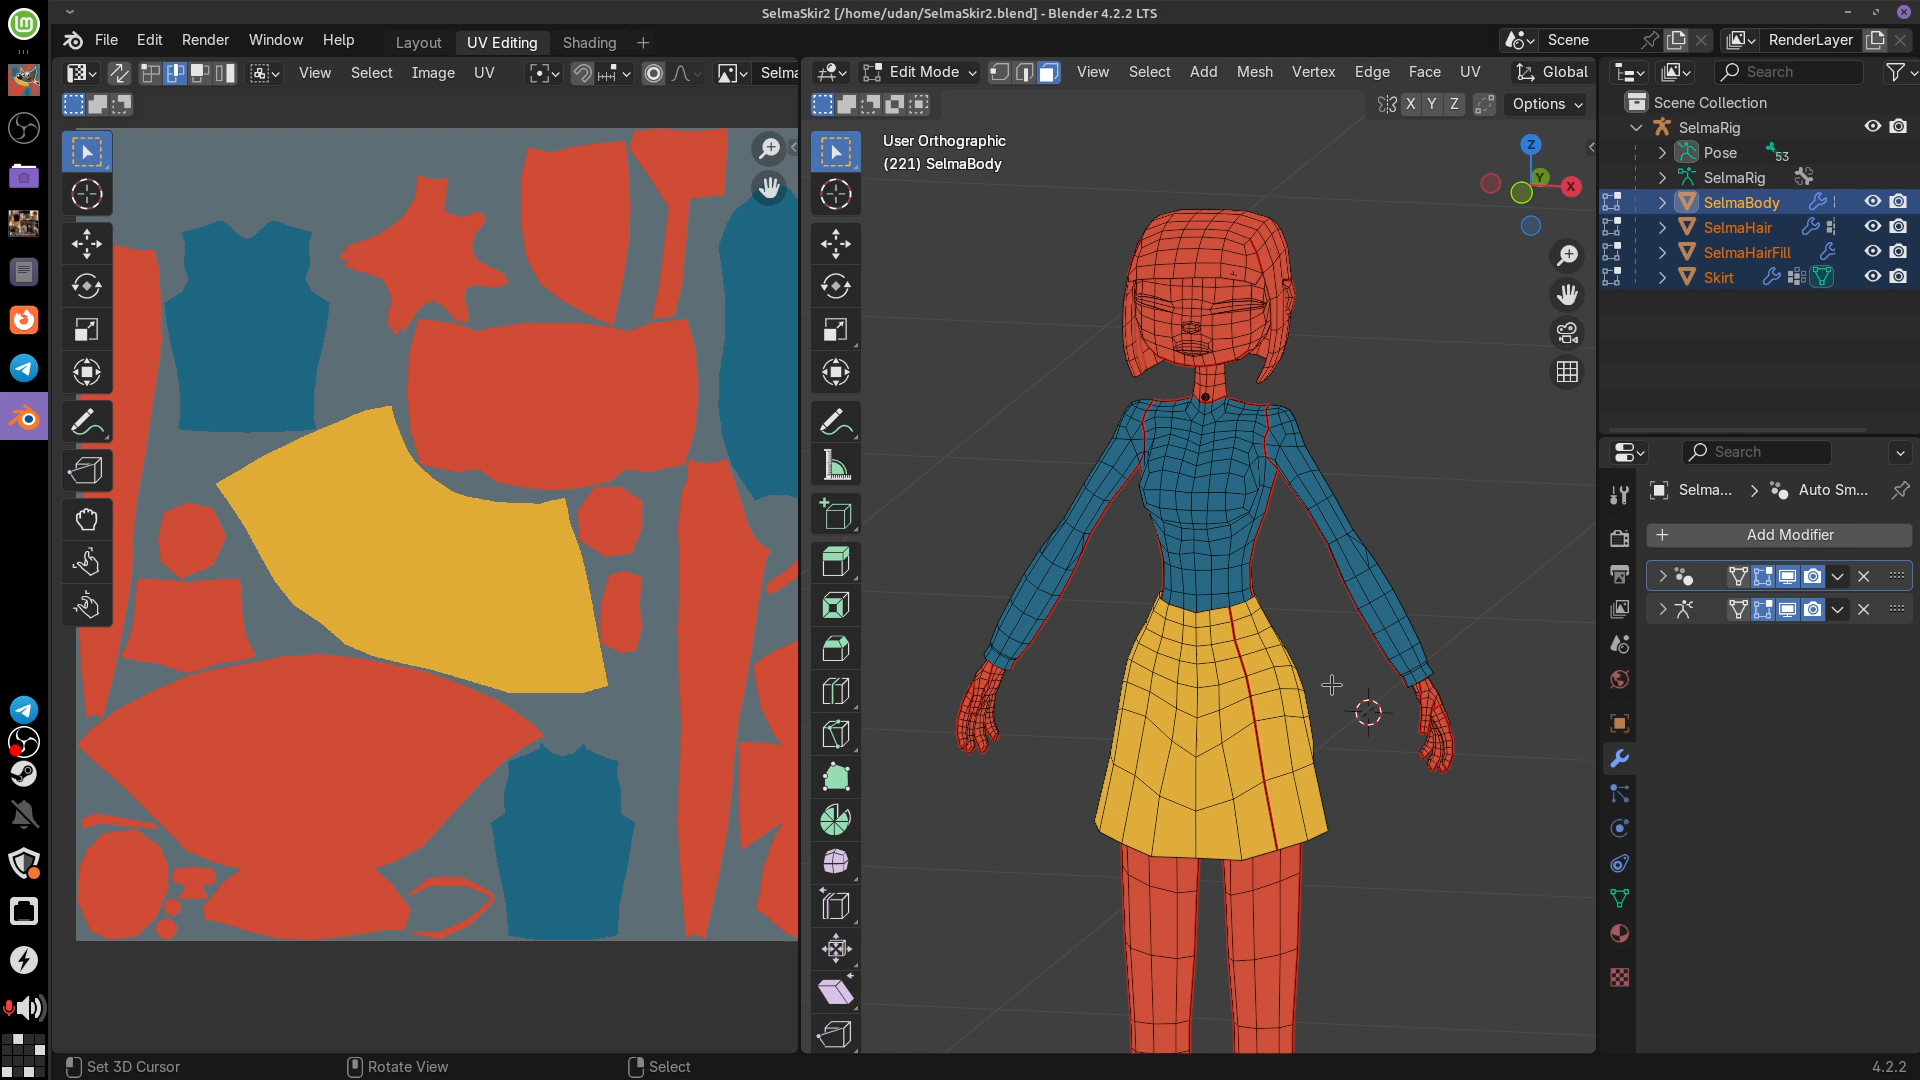 SelmaSkir2 [/home/udan/SelmaSkir2.blend] - Blender 4.2.2 LTS
File Edit Render Window Help Layout UV Editing Shading + Scene RenderLayer
View Select Image UV Selma
Edit Mode View Select Add Mesh Vertex Edge Face UV Global
Search
X Y Z Options
User Orthographic
(221) SelmaBody
Z
Y
X
Scene Collection
SelmaRig
Pose 53
SelmaRig
SelmaBody
SelmaHair
SelmaHairFill
Skirt
Search
Selma... > Auto Sm...
+ Add Modifier
Set 3D Cursor Rotate View Select 4.2.2